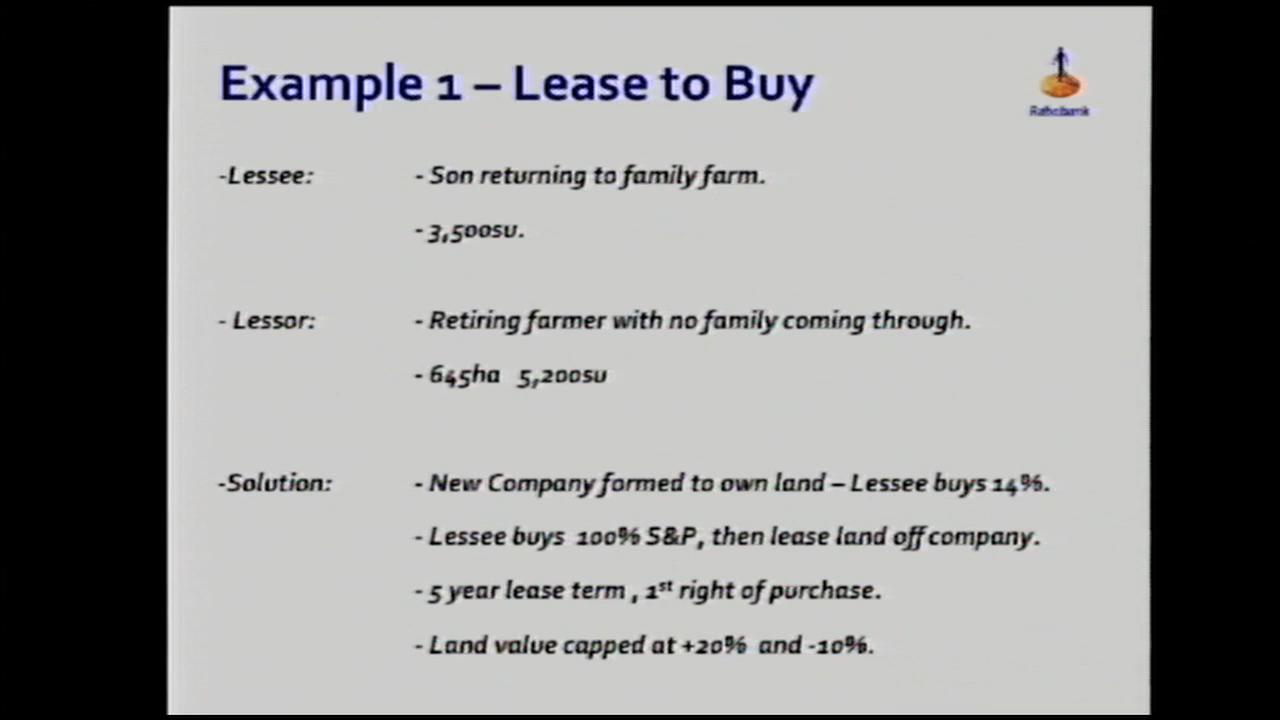 Example 1 – Lease to Buy
Rabobank
-Lessee: - Son returning to family farm.
- 3,500su.
- Lessor: - Retiring farmer with no family coming through.
- 645ha 5,200su
-Solution: - New Company formed to own land – Lessee buys 14%.
- Lessee buys 100% S&P, then lease land off company.
- 5 year lease term , 1st right of purchase.
- Land value capped at +20% and -10%.